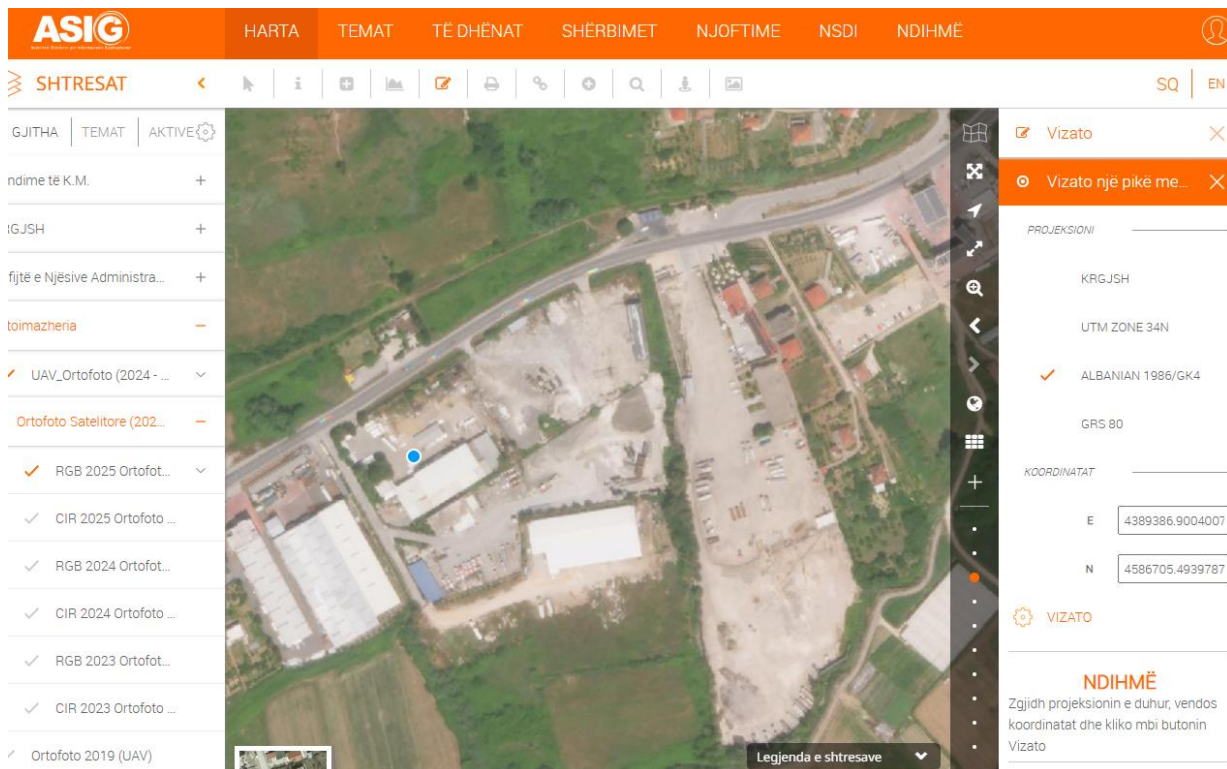 ASIG
HARTA TEMAT TË DHËNAT SHËRBIMET NJOFTIME NSDI NDIHMË
SHTRESAT
SQ EN
GJITHA TEMAT AKTIVE
ndime të K.M.
RGJSH
fijtë e Njësive Administra...
toimazheria
UAV_Ortofoto (2024 - ...
Ortofoto Satelitore (202...
RGB 2025 Ortofot...
CIR 2025 Ortofoto ...
RGB 2024 Ortofot...
CIR 2024 Ortofoto ...
RGB 2023 Ortofot...
CIR 2023 Ortofoto ...
Ortofoto 2019 (UAV)
Legjenda e shtresave
Vizato
Vizato një pikë me...
PROJEKSIONI
KRGJSH
UTM ZONE 34N
ALBANIAN 1986/GK4
GRS 80
KOORDINATAT
E 4389386.9004007
N 4586705.4939787
VIZATO
NDIHMË
Zgjidh projeksionin e duhur, vendos
koordinatat dhe kliko mbi butonin
Vizato